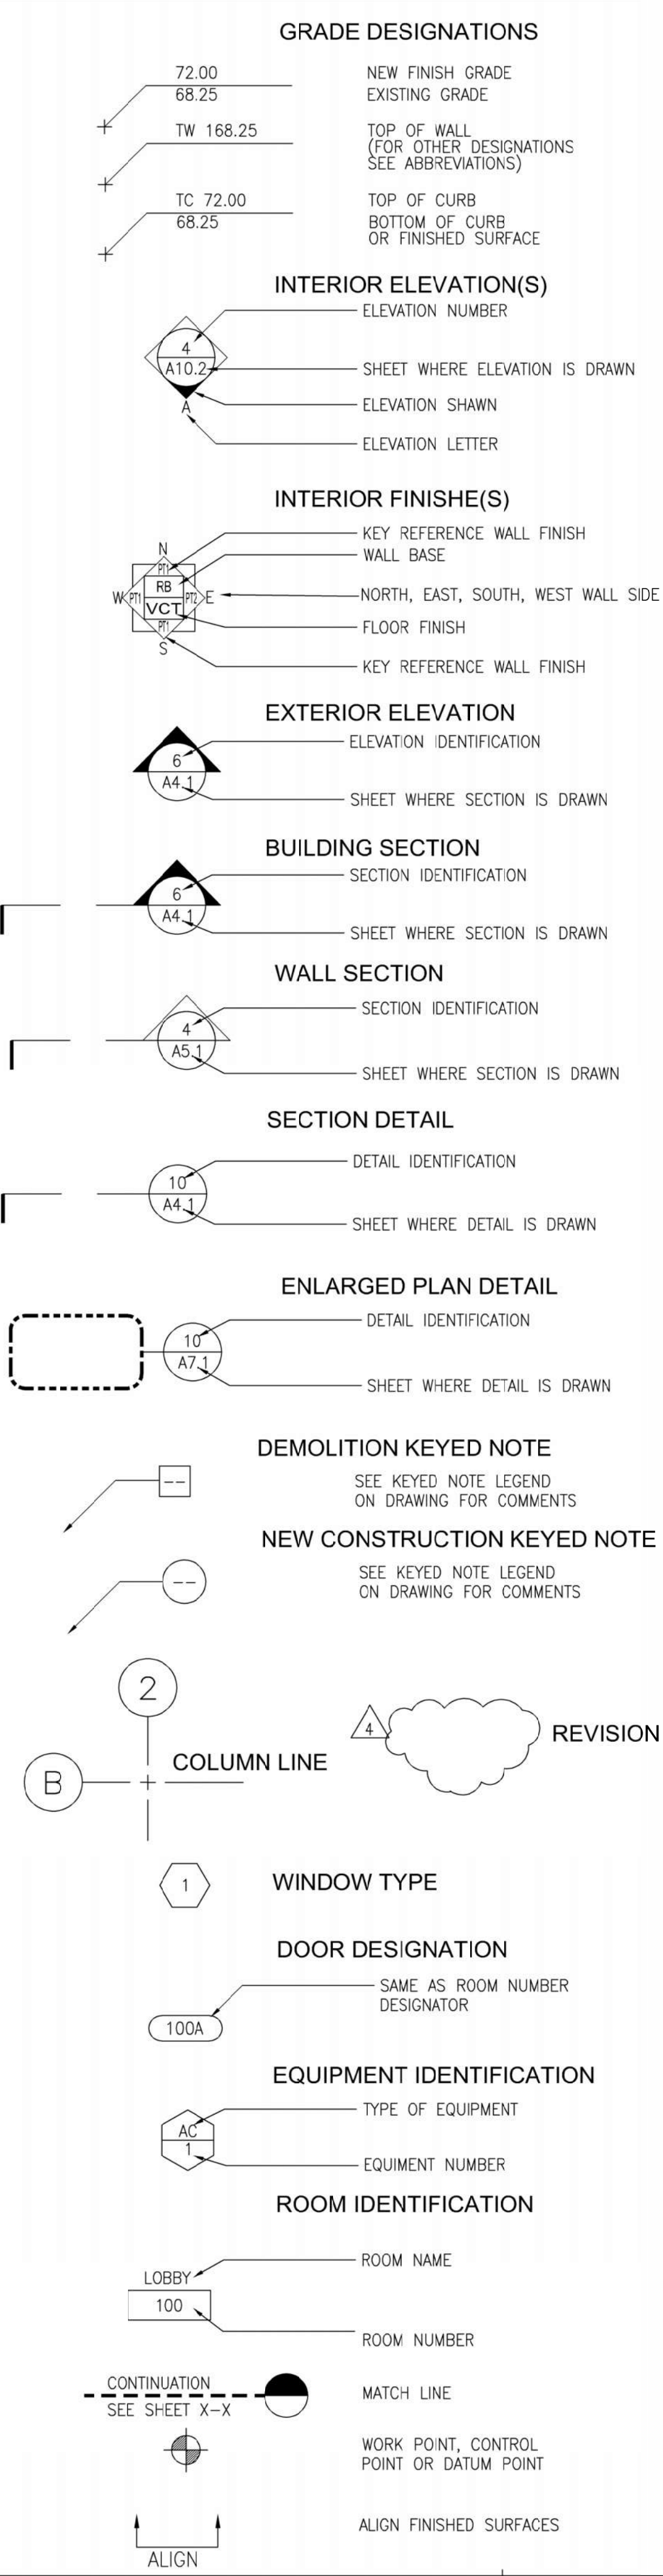 GRADE DESIGNATIONS
72.00
NEW FINISH GRADE
68.25
EXISTING GRADE
TW 168.25
TOP OF WALL
(FOR OTHER DESIGNATIONS
SEE ABBREVIATIONS)
TC 72.00
TOP OF CURB
68.25
BOTTOM OF CURB
OR FINISHED SURFACE
INTERIOR ELEVATION(S)
ELEVATION NUMBER
4
A10.2
SHEET WHERE ELEVATION IS DRAWN
ELEVATION SHAWN
A
ELEVATION LETTER
INTERIOR FINISHE(S)
KEY REFERENCE WALL FINISH
N
WALL BASE
PT1
RB
W
PT1
PT2
E
NORTH, EAST, SOUTH, WEST WALL SIDE
VCT
PT1
FLOOR FINISH
S
KEY REFERENCE WALL FINISH
EXTERIOR ELEVATION
ELEVATION IDENTIFICATION
6
A4.1
SHEET WHERE SECTION IS DRAWN
BUILDING SECTION
SECTION IDENTIFICATION
6
A4.1
SHEET WHERE SECTION IS DRAWN
WALL SECTION
SECTION IDENTIFICATION
4
A5.1
SHEET WHERE SECTION IS DRAWN
SECTION DETAIL
DETAIL IDENTIFICATION
10
A4.1
SHEET WHERE DETAIL IS DRAWN
ENLARGED PLAN DETAIL
DETAIL IDENTIFICATION
10
A7.1
SHEET WHERE DETAIL IS DRAWN
DEMOLITION KEYED NOTE
--
SEE KEYED NOTE LEGEND
ON DRAWING FOR COMMENTS
NEW CONSTRUCTION KEYED NOTE
--
SEE KEYED NOTE LEGEND
ON DRAWING FOR COMMENTS
2
4
REVISION
COLUMN LINE
B
1
WINDOW TYPE
DOOR DESIGNATION
SAME AS ROOM NUMBER
DESIGNATOR
100A
EQUIPMENT IDENTIFICATION
TYPE OF EQUIPMENT
AC
1
EQUIMENT NUMBER
ROOM IDENTIFICATION
ROOM NAME
LOBBY
100
ROOM NUMBER
CONTINUATION
MATCH LINE
SEE SHEET X-X
WORK POINT, CONTROL
POINT OR DATUM POINT
ALIGN FINISHED SURFACES
ALIGN